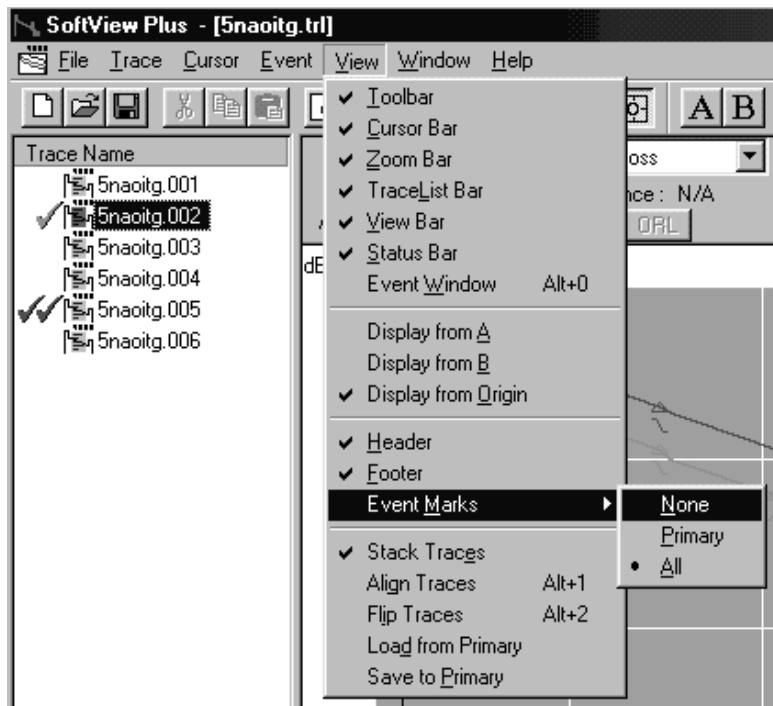 SoftView Plus - [5naoitg.trl]
File Trace Cursor Event View Window Help
A B
Trace Name
5naoitg.001
5naoitg.002
5naoitg.003
5naoitg.004
5naoitg.005
5naoitg.006
Toolbar
Cursor Bar
Zoom Bar
TraceList Bar
View Bar
Status Bar
Event Window Alt+0
Display from A
Display from B
Display from Origin
Header
Footer
Event Marks
Stack Traces
Align Traces Alt+1
Flip Traces Alt+2
Load from Primary
Save to Primary
None
Primary
All
oss
nce : N/A
ORL